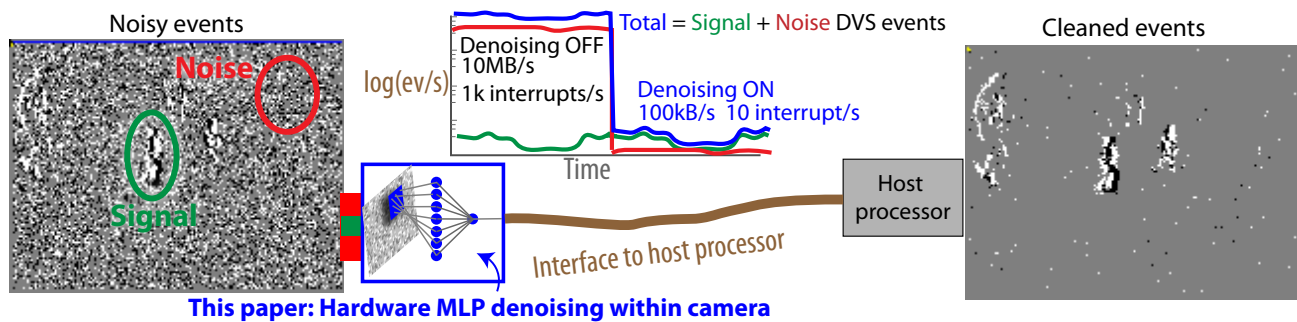 Noisy events
Noise
Signal
log(ev/s)
Total = Signal + Noise DVS events
Denoising OFF
10MB/s
1k interrupts/s
Denoising ON
100kB/s 10 interrupt/s
Time
Cleaned events
Host
processor
Interface to host processor
This paper: Hardware MLP denoising within camera